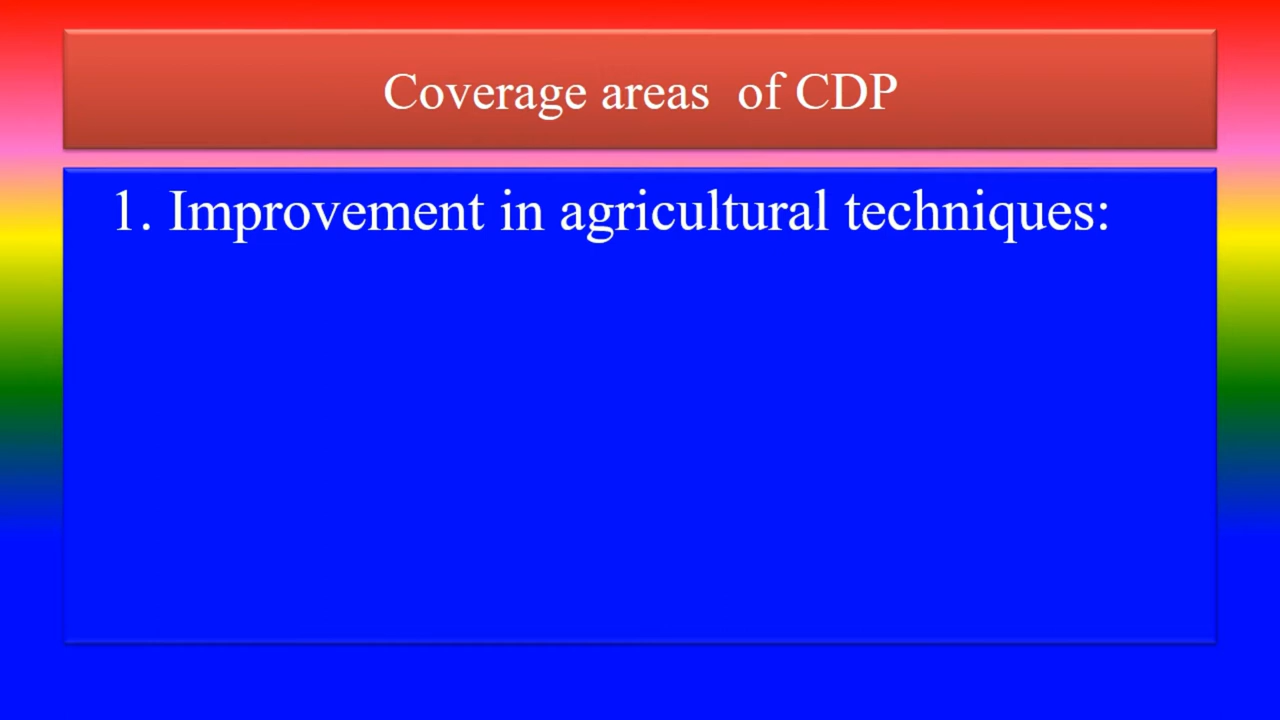 Coverage areas  of CDP
1. Improvement in agricultural techniques: